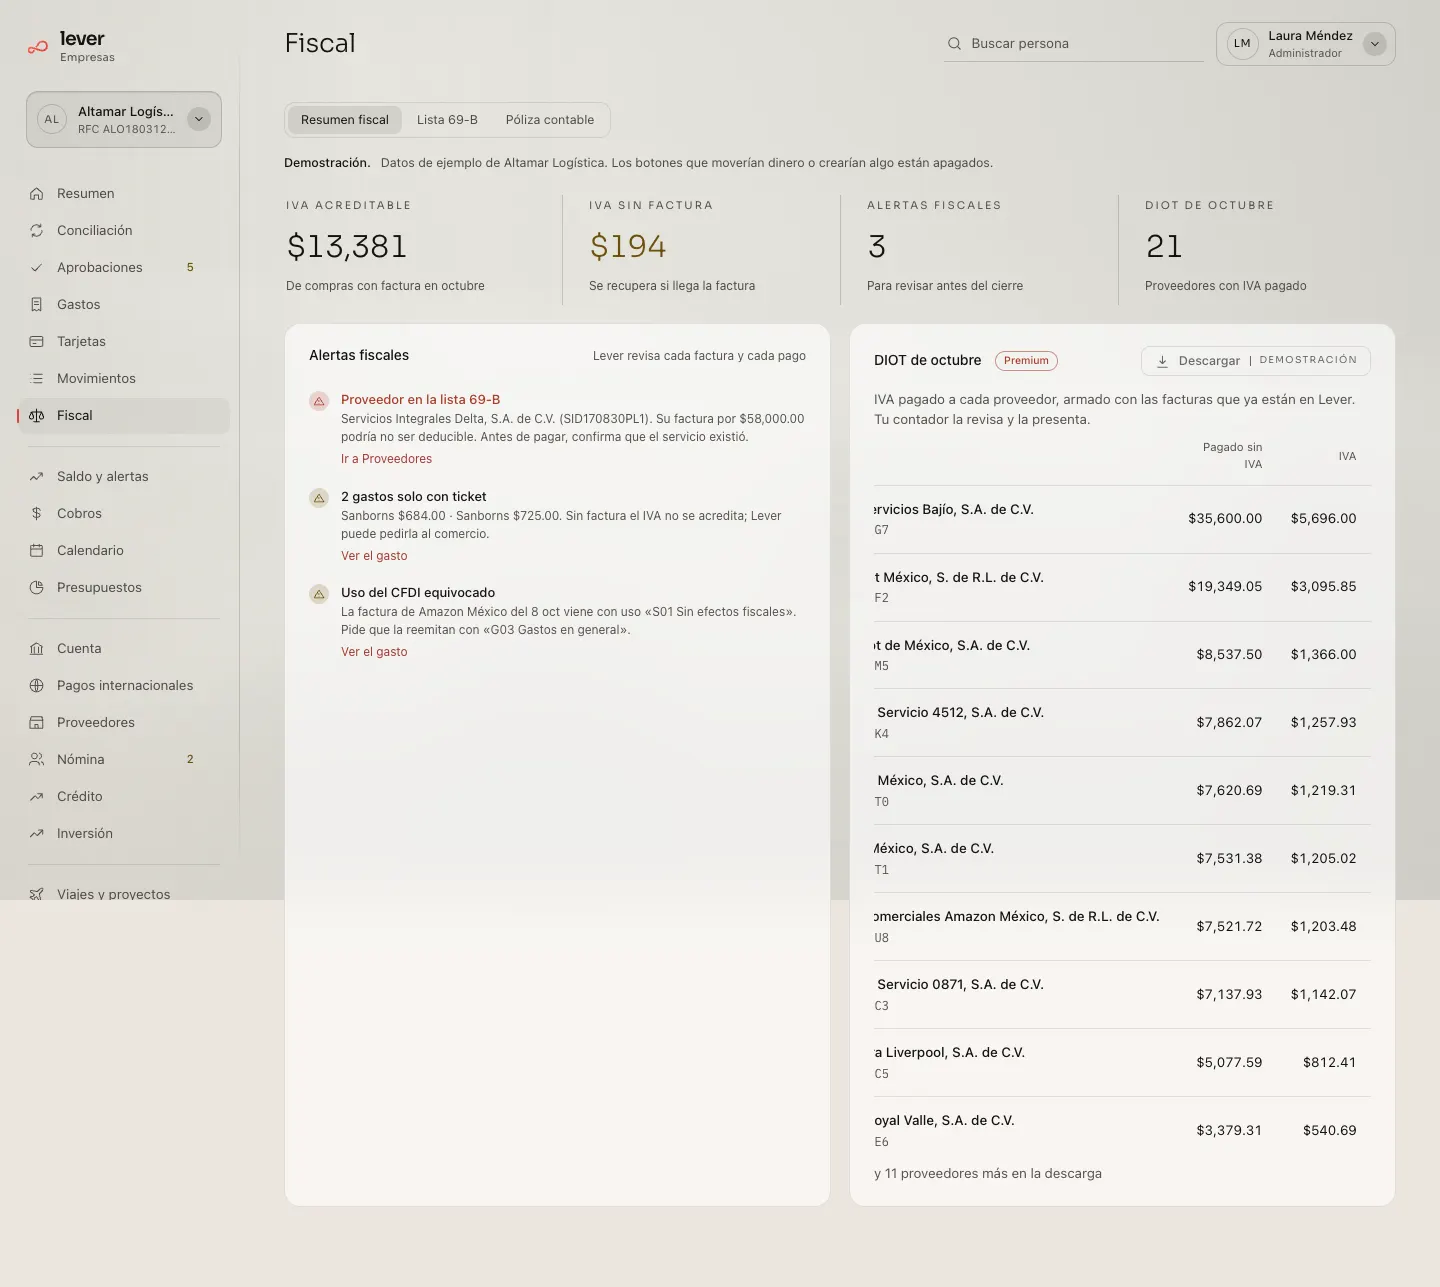 lever
Empresas
AL
Altamar Logís...
RFC ALO180312...
Resumen
Conciliación
Aprobaciones 5
Gastos
Tarjetas
Movimientos
Fiscal
Saldo y alertas
Cobros
Calendario
Presupuestos
Cuenta
Pagos internacionales
Proveedores
Nómina 2
Crédito
Inversión
Viajes y proyectos
Fiscal
Buscar persona
LM
Laura Méndez
Administrador
Resumen fiscal Lista 69-B Póliza contable
Demostración. Datos de ejemplo de Altamar Logística. Los botones que moverían dinero o crearían algo están apagados.
IVA ACREDITABLE
$13,381
De compras con factura en octubre
IVA SIN FACTURA
$194
Se recupera si llega la factura
ALERTAS FISCALES
3
Para revisar antes del cierre
DIOT DE OCTUBRE
21
Proveedores con IVA pagado
Alertas fiscales
Lever revisa cada factura y cada pago
Proveedor en la lista 69-B
Servicios Integrales Delta, S.A. de C.V. (SID170830PL1). Su factura por $58,000.00
podría no ser deducible. Antes de pagar, confirma que el servicio existió.
Ir a Proveedores
2 gastos solo con ticket
Sanborns $684.00 · Sanborns $725.00. Sin factura el IVA no se acredita; Lever
puede pedirla al comercio.
Ver el gasto
Uso del CFDI equivocado
La factura de Amazon México del 8 oct viene con uso «S01 Sin efectos fiscales».
Pide que la reemitan con «G03 Gastos en general».
Ver el gasto
DIOT de octubre Premium
Descargar | DEMOSTRACIÓN
IVA pagado a cada proveedor, armado con las facturas que ya están en Lever.
Tu contador la revisa y la presenta.
Pagado sin
IVA
IVA
ervicios Bajío, S.A. de C.V.
G7
$35,600.00 $5,696.00
t México, S. de R.L. de C.V.
F2
$19,349.05 $3,095.85
ot de México, S.A. de C.V.
M5
$8,537.50 $1,366.00
Servicio 4512, S.A. de C.V.
K4
$7,862.07 $1,257.93
México, S.A. de C.V.
T0
$7,620.69 $1,219.31
México, S.A. de C.V.
T1
$7,531.38 $1,205.02
omerciales Amazon México, S. de R.L. de C.V.
U8
$7,521.72 $1,203.48
Servicio 0871, S.A. de C.V.
C3
$7,137.93 $1,142.07
a Liverpool, S.A. de C.V.
C5
$5,077.59 $812.41
oyal Valle, S.A. de C.V.
E6
$3,379.31 $540.69
y 11 proveedores más en la descarga